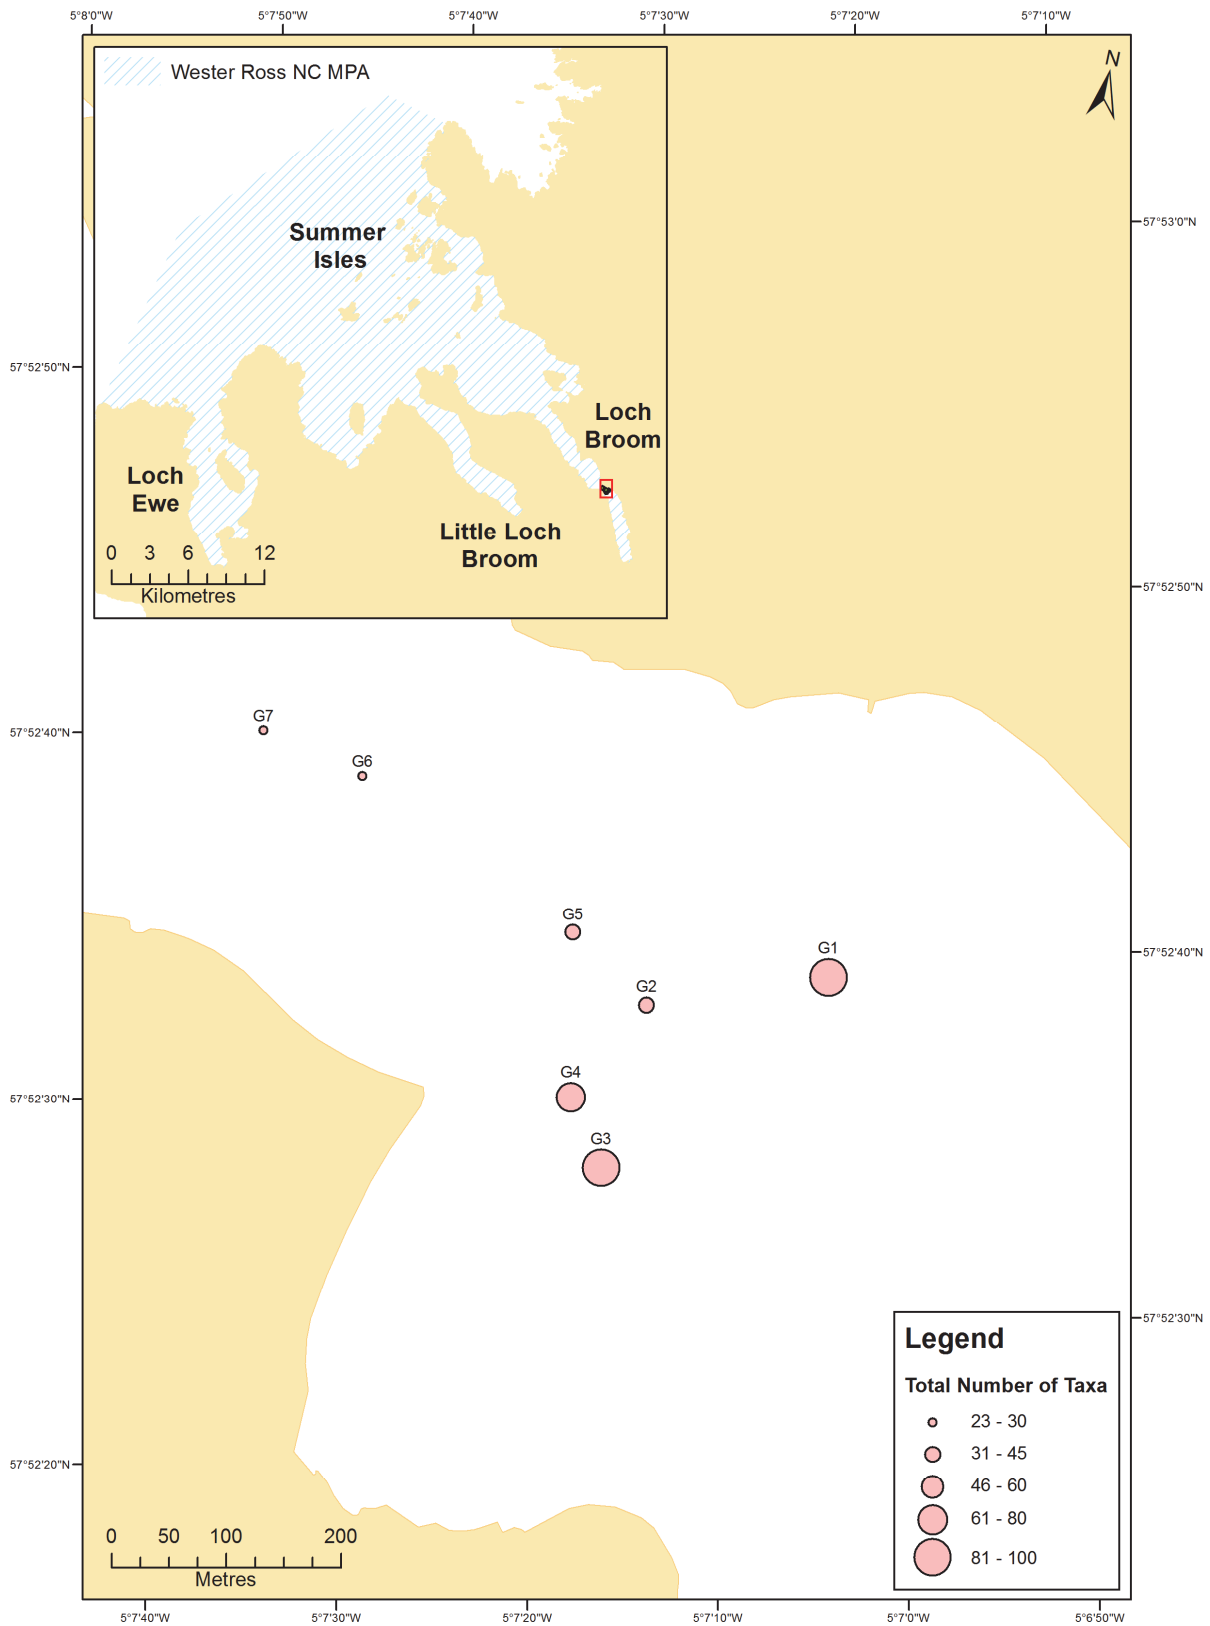 5°8'0"W
5°7'50"W
5°7'40"W
5°7'30"W
5°7'20"W
5°7'10"W
N
Wester Ross NC MPA
Summer
Isles
Loch
Broom
Loch
Ewe
Little Loch
Broom
0 3 6 12
Kilometres
57°53'0"N
57°52'50"N
57°52'50"N
G7
57°52'40"N
G6
G5
G1
57°52'40"N
G2
G4
57°52'30"N
G3
57°52'30"N
57°52'20"N
Legend
Total Number of Taxa
23 - 30
31 - 45
46 - 60
61 - 80
81 - 100
0 50 100 200
Metres
5°7'40"W
5°7'30"W
5°7'20"W
5°7'10"W
5°7'0"W
5°6'50"W